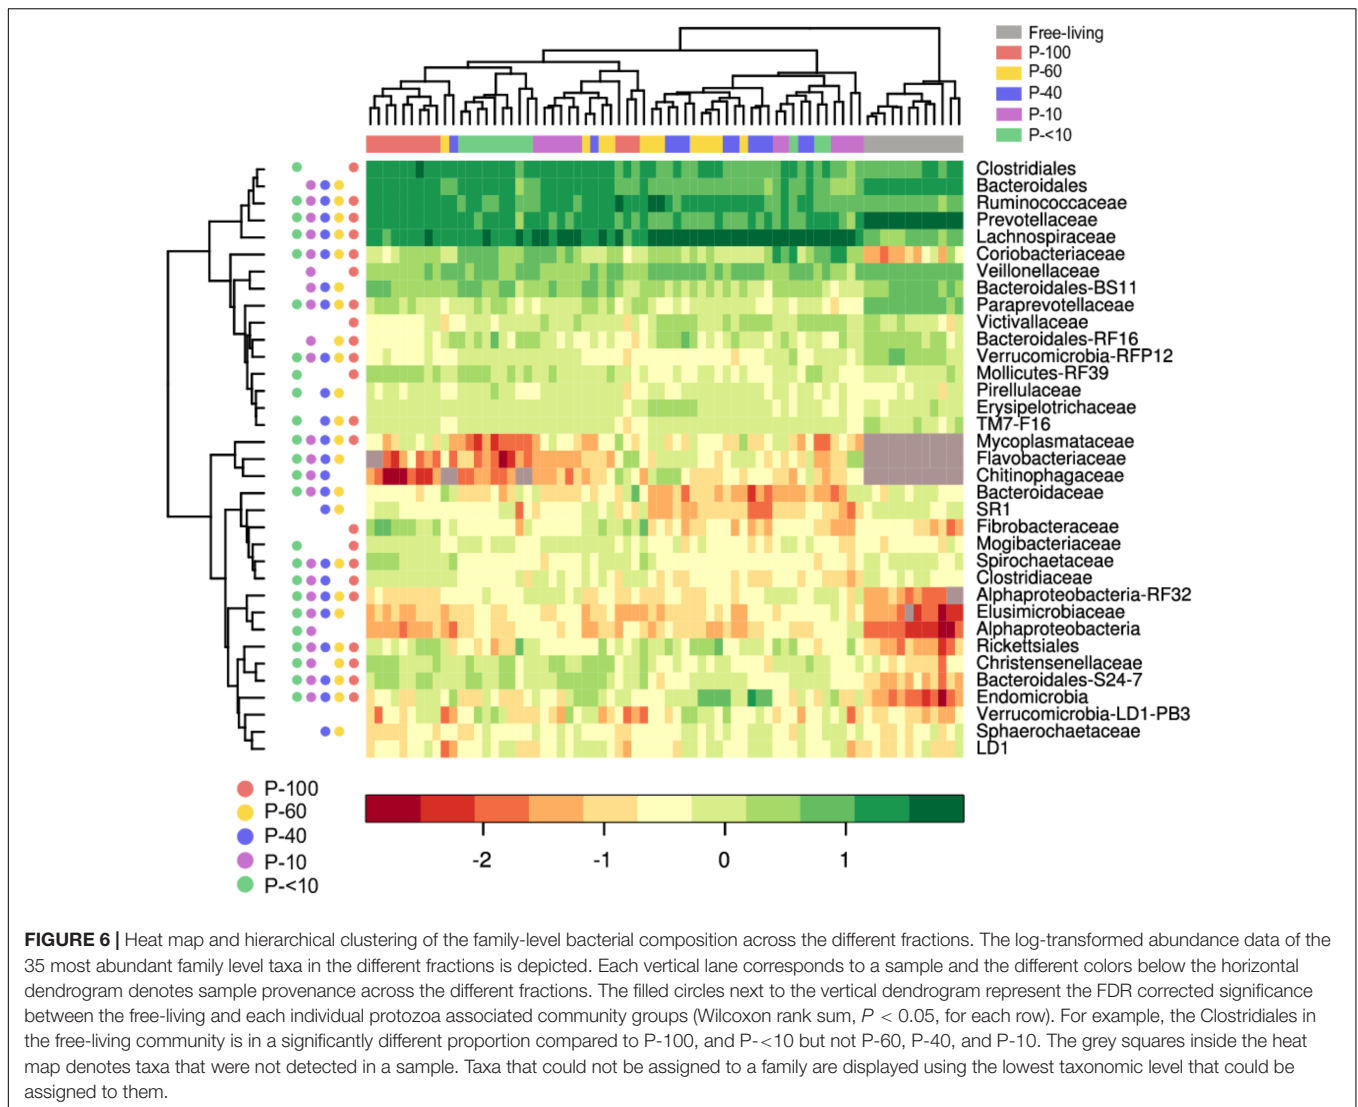 Free-living
P-100
P-60
P-40
P-10
P-<10
Clostridiales
Bacteroidales
Ruminococcaceae
Prevotellaceae
Lachnospiraceae
Coriobacteriaceae
Veillonellaceae
Bacteroidales-BS11
Paraprevotellaceae
Victivallaceae
Bacteroidales-RF16
Verrucomicrobia-RFP12
Mollicutes-RF39
Pirellulaceae
Erysipelotrichaceae
TM7-F16
Mycoplasmataceae
Flavobacteriaceae
Chitinophagaceae
Bacteroidaceae
SR1
Fibrobacteraceae
Mogibacteriaceae
Spirochaetaceae
Clostridiaceae
Alphaproteobacteria-RF32
Elusimicrobiaceae
Alphaproteobacteria
Rickettsiales
Christensenellaceae
Bacteroidales-S24-7
Endomicrobia
Verrucomicrobia-LD1-PB3
Sphaerochaetaceae
LD1
P-100
P-60
P-40
P-10
P-<10
-2 -1 0 1
FIGURE 6 | Heat map and hierarchical clustering of the family-level bacterial composition across the different fractions. The log-transformed abundance data of the
35 most abundant family level taxa in the different fractions is depicted. Each vertical lane corresponds to a sample and the different colors below the horizontal
dendrogram denotes sample provenance across the different fractions. The filled circles next to the vertical dendrogram represent the FDR corrected significance
between the free-living and each individual protozoa associated community groups (Wilcoxon rank sum, P < 0.05, for each row). For example, the Clostridiales in
the free-living community is in a significantly different proportion compared to P-100, and P-<10 but not P-60, P-40, and P-10. The grey squares inside the heat
map denotes taxa that were not detected in a sample. Taxa that could not be assigned to a family are displayed using the lowest taxonomic level that could be
assigned to them.